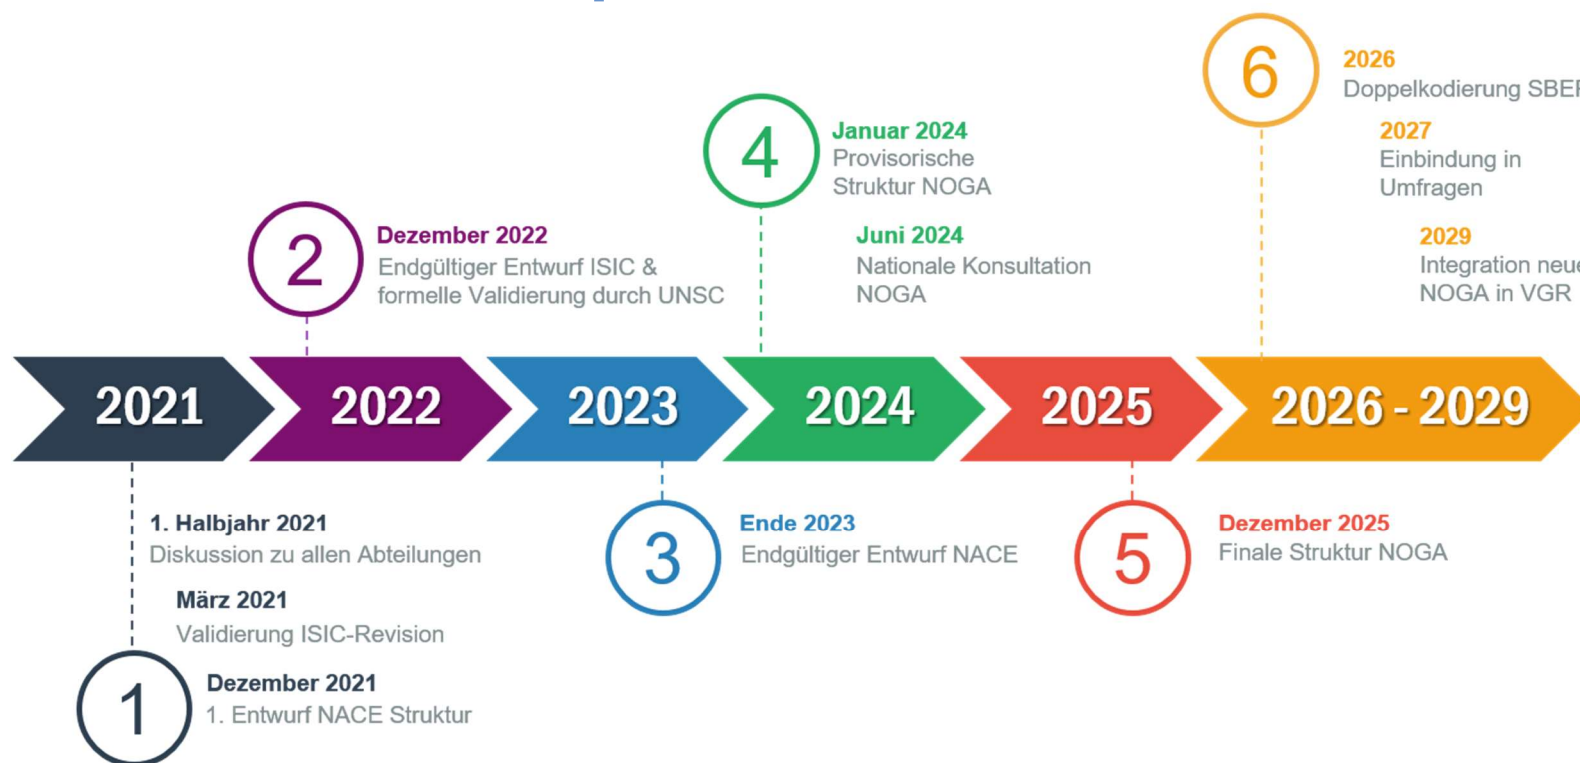 2021
2022
2023
2024
2025
2026 - 2029
1
1. Halbjahr 2021
Diskussion zu allen Abteilungen
März 2021
Validierung ISIC-Revision
Dezember 2021
1. Entwurf NACE Struktur
2
Dezember 2022
Endgültiger Entwurf ISIC &
formelle Validierung durch UNSC
3
Ende 2023
Endgültiger Entwurf NACE
4
Januar 2024
Provisorische
Struktur NOGA
Juni 2024
Nationale Konsultation
NOGA
5
Dezember 2025
Finale Struktur NOGA
6
2026
Doppelkodierung
2027
Einbindung in
Umfragen
2029
Integration neue
NOGA in VGR